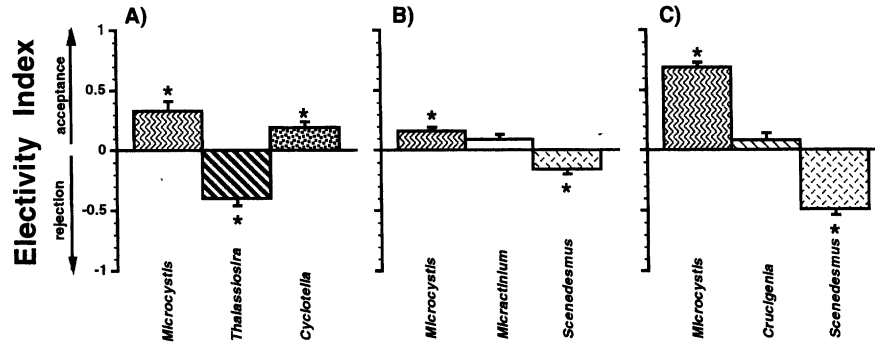 A)
B)
C)
Electivity Index
acceptance
rejection
1
0.5
0
-0.5
-1
*
*
*
*
*
*
*
Microcystis
Thalassiosira
Cyclotella
Microcystis
Micractinium
Scenedesmus
Microcystis
Crucigenia
Scenedesmus